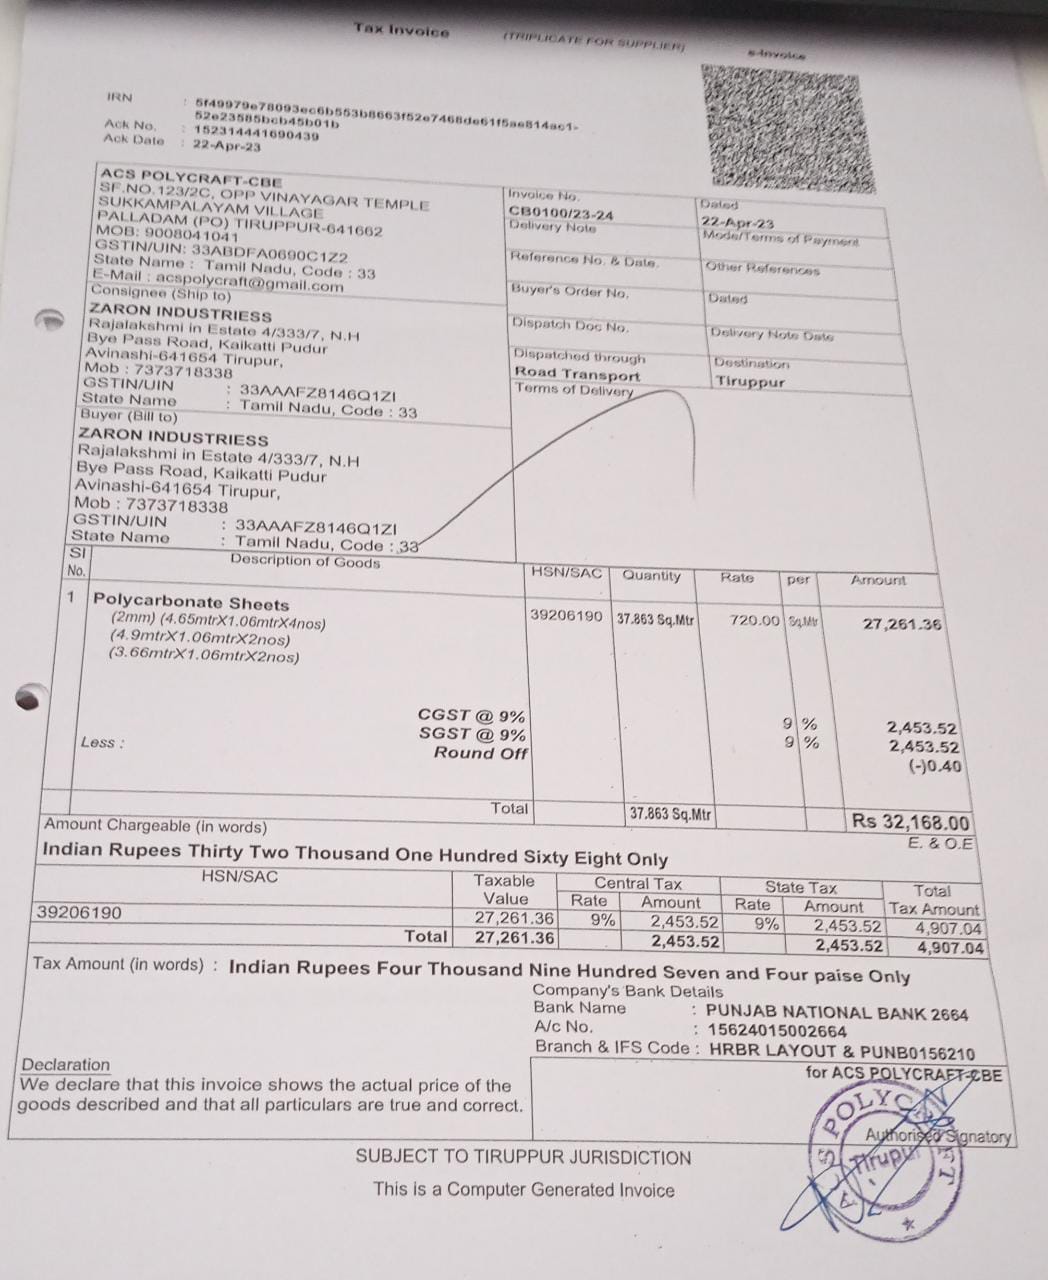 Tax Invoice
(TRIPLICATE FOR SUPPLIER)
e-Invoice
IRN : 5f49979e78093ec6b553b8663f52e7468de61f5ae814ac1-
52e23585bcb45b01b
Ack No. : 152314441690439
Ack Date : 22-Apr-23
ACS POLYCRAFT-CBE
SF.NO.123/2C, OPP VINAYAGAR TEMPLE
SUKKAMPALAYAM VILLAGE
PALLADAM (PO) TIRUPPUR-641662
MOB: 9008041041
GSTIN/UIN: 33ABDFA0690C1Z2
State Name : Tamil Nadu, Code : 33
E-Mail : acspolycraft@gmail.com
Invoice No.
CB0100/23-24
Dated
22-Apr-23
Delivery Note
Mode/Terms of Payment
Reference No. & Date.
Other References
Buyer's Order No.
Dated
Dispatch Doc No.
Delivery Note Date
Dispatched through
Road Transport
Destination
Tiruppur
Terms of Delivery
Consignee (Ship to)
ZARON INDUSTRIESS
Rajalakshmi in Estate 4/333/7, N.H
Bye Pass Road, Kaikatti Pudur
Avinashi-641654 Tirupur,
Mob : 7373718338
GSTIN/UIN : 33AAAFZ8146Q1ZI
State Name : Tamil Nadu, Code : 33
Buyer (Bill to)
ZARON INDUSTRIESS
Rajalakshmi in Estate 4/333/7, N.H
Bye Pass Road, Kaikatti Pudur
Avinashi-641654 Tirupur,
Mob : 7373718338
GSTIN/UIN : 33AAAFZ8146Q1ZI
State Name : Tamil Nadu, Code : 33
SI No. Description of Goods HSN/SAC Quantity Rate per Amount
1 Polycarbonate Sheets 39206190 37.863 Sq.Mtr 720.00 Sq.Mtr 27,261.36
(2mm) (4.65mtrX1.06mtrX4nos)
(4.9mtrX1.06mtrX2nos)
(3.66mtrX1.06mtrX2nos)
CGST @ 9% 9 % 2,453.52
SGST @ 9% 9 % 2,453.52
Less : Round Off (-)0.40
Total 37.863 Sq.Mtr Rs 32,168.00
Amount Chargeable (in words) E. & O.E
Indian Rupees Thirty Two Thousand One Hundred Sixty Eight Only
HSN/SAC Taxable Value Central Tax State Tax Total Tax Amount
Rate Amount Rate Amount
39206190 27,261.36 9% 2,453.52 9% 2,453.52 4,907.04
Total 27,261.36 2,453.52 2,453.52 4,907.04
Tax Amount (in words) : Indian Rupees Four Thousand Nine Hundred Seven and Four paise Only
Company's Bank Details
Bank Name : PUNJAB NATIONAL BANK 2664
A/c No. : 15624015002664
Branch & IFS Code : HRBR LAYOUT & PUNB0156210
Declaration
We declare that this invoice shows the actual price of the
goods described and that all particulars are true and correct.
for ACS POLYCRAFT-CBE
ACS POLYCRAFT
Tirupur
Authorised Signatory
SUBJECT TO TIRUPPUR JURISDICTION
This is a Computer Generated Invoice